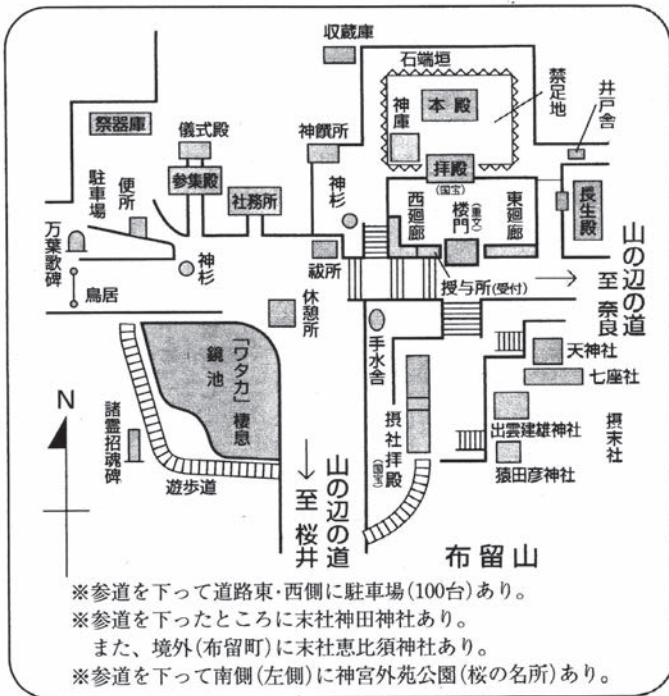 収蔵庫
石端垣
禁足地
井戸舎
本殿
神庫
祭器庫
儀式殿
神饌所
拝殿
(国宝)
参集殿
社務所
神杉
西廻廊
楼門
(重文)
東廻廊
長生殿
駐車場
便所
万葉歌碑
神杉
祓所
授与所(受付)
山の辺の道
至奈良
鳥居
休憩所
手水舎
天神社
七座社
「ワタカ」棲息
鏡池
出雲建雄神社
摂末社
N
諸霊招魂碑
猿田彦神社
摂社拝殿
(国宝)
遊歩道
山の辺の道
至桜井
布留山
※参道を下って道路東・西側に駐車場(100台)あり。
※参道を下ったところに末社神田神社あり。
また、境外(布留町)に末社恵比須神社あり。
※参道を下って南側(左側)に神宮外苑公園(桜の名所)あり。